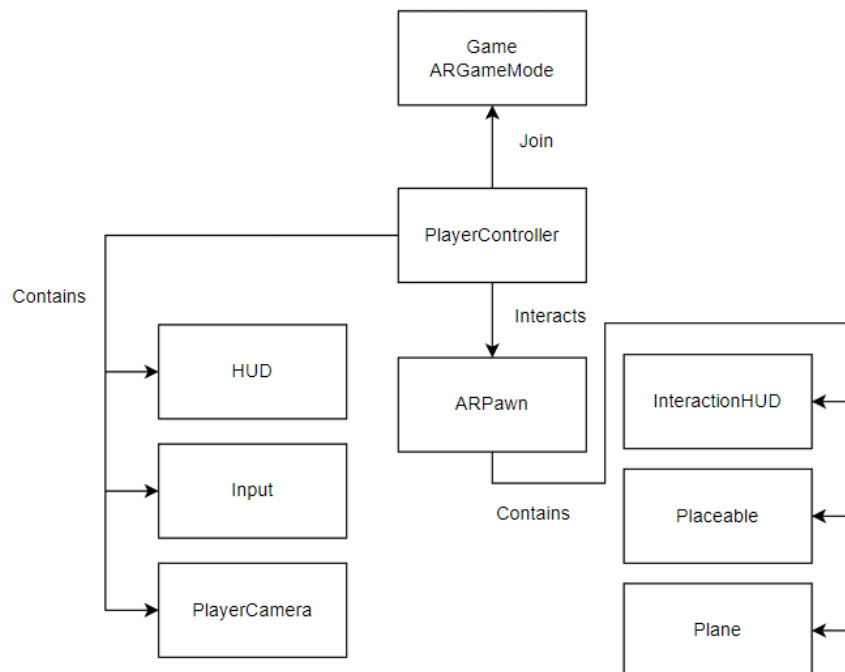 Game
ARGameMode
Join
PlayerController
Contains
Interacts
HUD
ARPawn
InteractionHUD
Input
Contains
Placeable
PlayerCamera
Plane